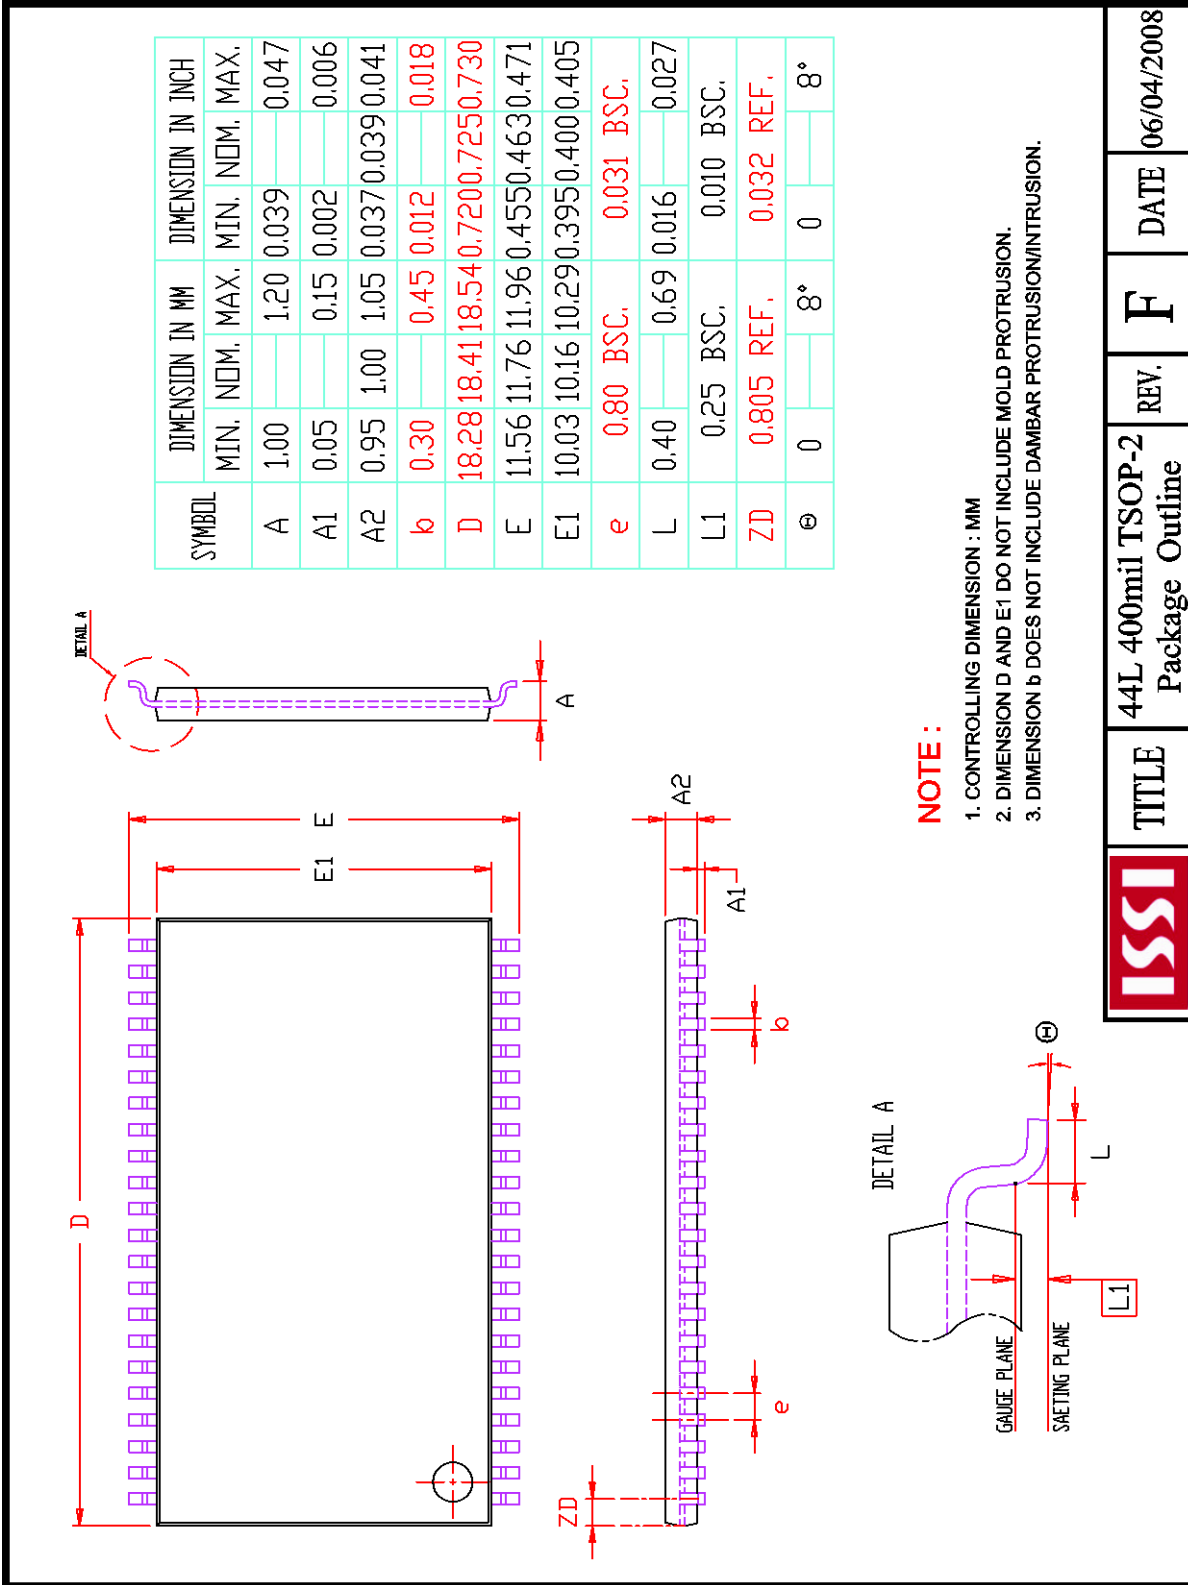 SYMBOL DIMENSION IN MM DIMENSION IN INCH
MIN. NOM. MAX. MIN. NOM. MAX.
A 1.00 1.20 0.039 0.047
A1 0.05 0.15 0.002 0.006
A2 0.95 1.00 1.05 0.037 0.039 0.041
b 0.30 0.45 0.012 0.018
D 18.28 18.41 18.54 0.720 0.725 0.730
E 11.56 11.76 11.96 0.455 0.463 0.471
E1 10.03 10.16 10.29 0.395 0.400 0.405
e 0.80 BSC. 0.031 BSC.
L 0.40 0.69 0.016 0.027
L1 0.25 BSC. 0.010 BSC.
ZD 0.805 REF. 0.032 REF.
Θ 0 8° 0 8°
D
E1
E
DETAIL A
A
ZD
e
b
A1
A2
DETAIL A
GAUGE PLANE
SAETING PLANE
L1
L
Θ
NOTE :
1. CONTROLLING DIMENSION : MM
2. DIMENSION D AND E1 DO NOT INCLUDE MOLD PROTRUSION.
3. DIMENSION b DOES NOT INCLUDE DAMBAR PROTRUSION/INTRUSION.
ISSI
TITLE
44L 400mil TSOP-2
Package Outline
REV.
F
DATE
06/04/2008